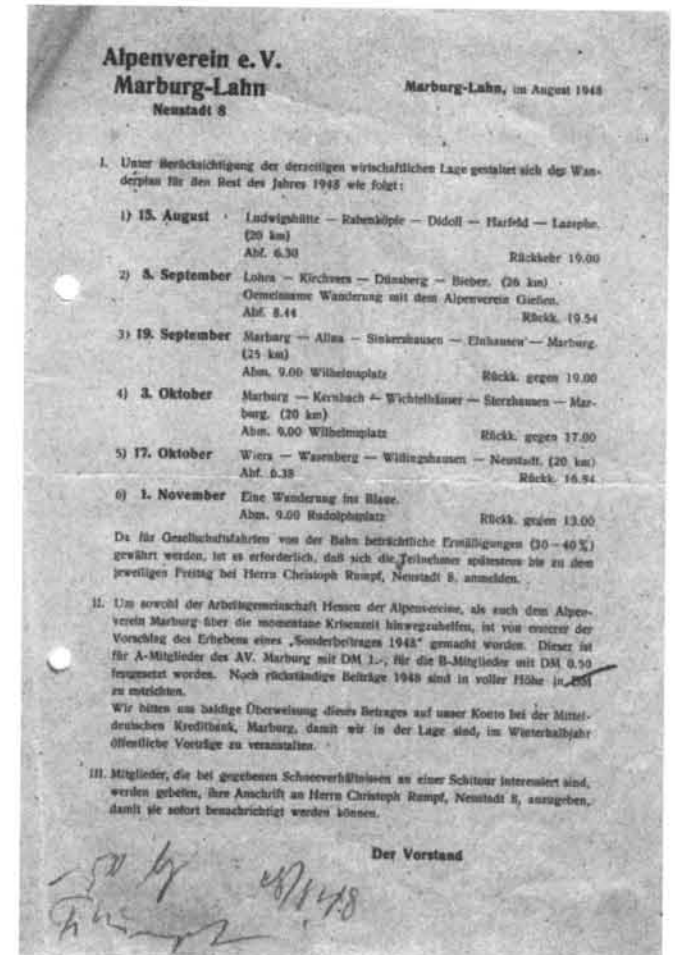 Alpenverein e. V.
Marburg-Lahn
Neustadt 8
Marburg-Lahn, im August 1948
I. Unter Berücksichtigung der derzeitigen wirtschaftlichen Lage gestaltet sich der Wan-
derplan für den Rest des Jahres 1948 wie folgt:
1) 15. August Ludwigshütte — Rabenköpfe — Didoll — Harfeld — Laasphe.
(20 km)
Abf. 6.30 Rückkehr 19.00
2) 5. September Lohra — Kirchvers — Dünsberg — Bieber. (26 km)
Gemeinsame Wanderung mit dem Alpenverein Gießen.
Abf. 8.44 Rückk. 19.54
3) 19. September Marburg — Allna — Sinkershausen — Elnhausen — Marburg.
(25 km)
Abm. 9.00 Wilhelmsplatz Rückk. gegen 19.00
4) 3. Oktober Marburg — Kernbach — Wichtelhäuser — Sterzhausen — Mar-
burg. (20 km)
Abm. 9.00 Wilhelmsplatz Rückk. gegen 17.00
5) 17. Oktober Wiera — Wasenberg — Willingshausen — Neustadt. (20 km)
Abf. 6.38 Rückk. 16.54
6) 1. November Eine Wanderung ins Blaue.
Abm. 9.00 Rudolphsplatz Rückk. gegen 13.00
Da für Gesellschaftsfahrten von der Bahn beträchtliche Ermäßigungen (30–40%)
gewährt werden, ist es erforderlich, daß sich die Teilnehmer spätestens bis zu dem
jeweiligen Freitag bei Herrn Christoph Rumpf, Neustadt 8, anmelden.
II. Um sowohl der Arbeitsgemeinschaft Hessen der Alpenvereine, als auch dem Alpen-
verein Marburg über die momentane Krisenzeit hinwegzuhelfen, ist von ersterer der
Vorschlag des Erhebens eines „Sonderbeitrages 1948“ gemacht worden. Dieser ist
für A-Mitglieder des AV. Marburg mit DM 1.-, für die B-Mitglieder mit DM 0.50
festgesetzt worden. Noch rückständige Beiträge 1948 sind in voller Höhe in DM
zu entrichten.
Wir bitten um baldige Überweisung dieses Betrages auf unser Konto bei der Mittel-
deutschen Kreditbank, Marburg, damit wir in der Lage sind, im Winterhalbjahr
öffentliche Vorträge zu veranstalten.
III. Mitglieder, die bei gegebenen Schneeverhältnissen an einer Schitour interessiert sind,
werden gebeten, ihre Anschrift an Herrn Christoph Rumpf, Neustadt 8, anzugeben,
damit sie sofort benachrichtigt werden können.
Der Vorstand